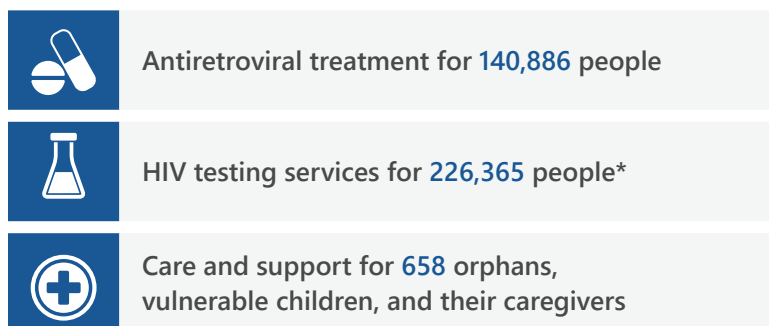 Antiretroviral treatment for 140,886 people
HIV testing services for 226,365 people*
Care and support for 658 orphans,
vulnerable children, and their caregivers